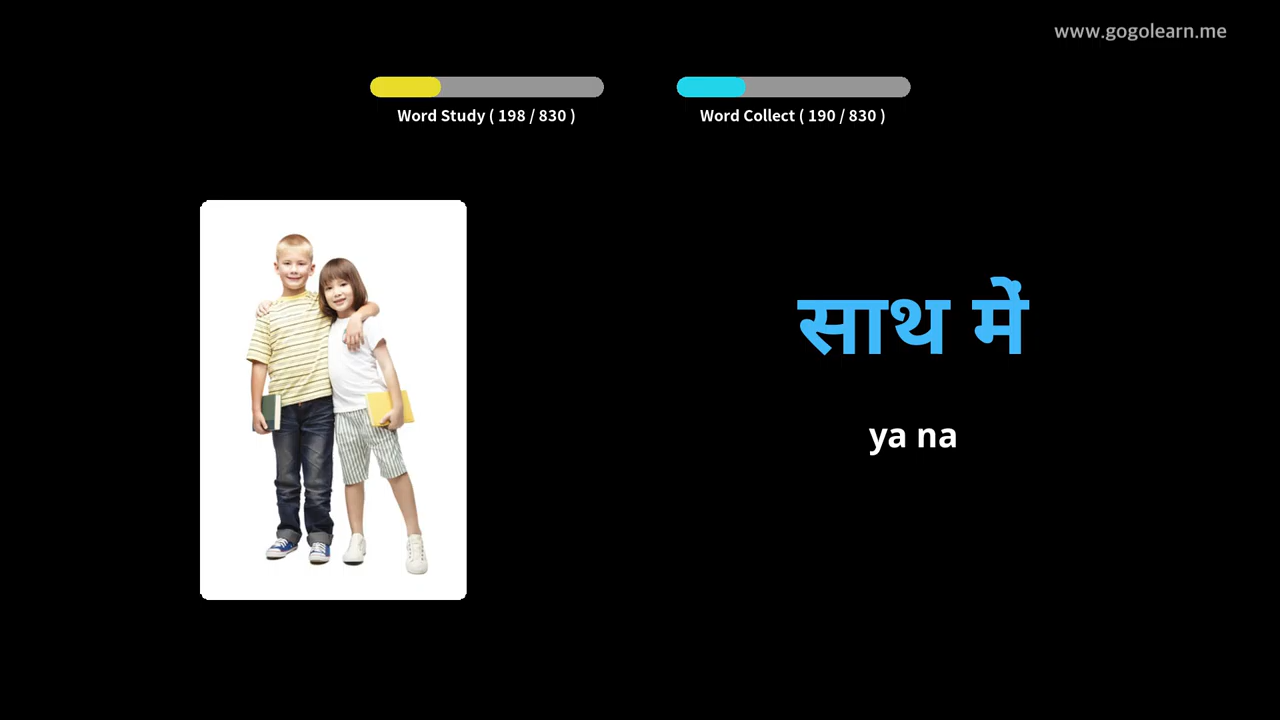 www.gogolearn.me
Word Study ( 198 / 830 )
Word Collect ( 190 / 830 )
साथ में
ya na